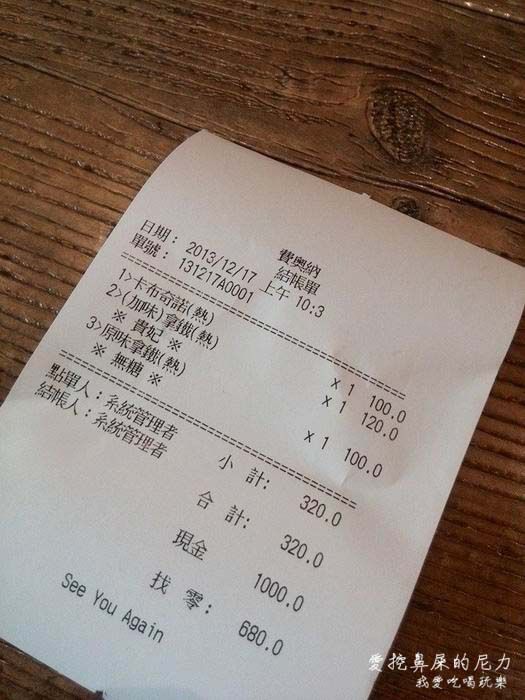 費奧納
結帳單
日期： 2013/12/17 上午 10:3
單號： 131217A0001
==================================
1>卡布奇諾(熱) x 1 100.0
2>(加味)拿鐵(熱) x 1 120.0
※ 貴妃 ※
3>原味拿鐵(熱) x 1 100.0
※ 無糖 ※
==================================
點單人：系統管理者
結帳人：系統管理者
小 計： 320.0
合 計： 320.0
現金 1000.0
找 零： 680.0
See You Again
愛挖鼻屎的尼力
我愛吃喝玩樂